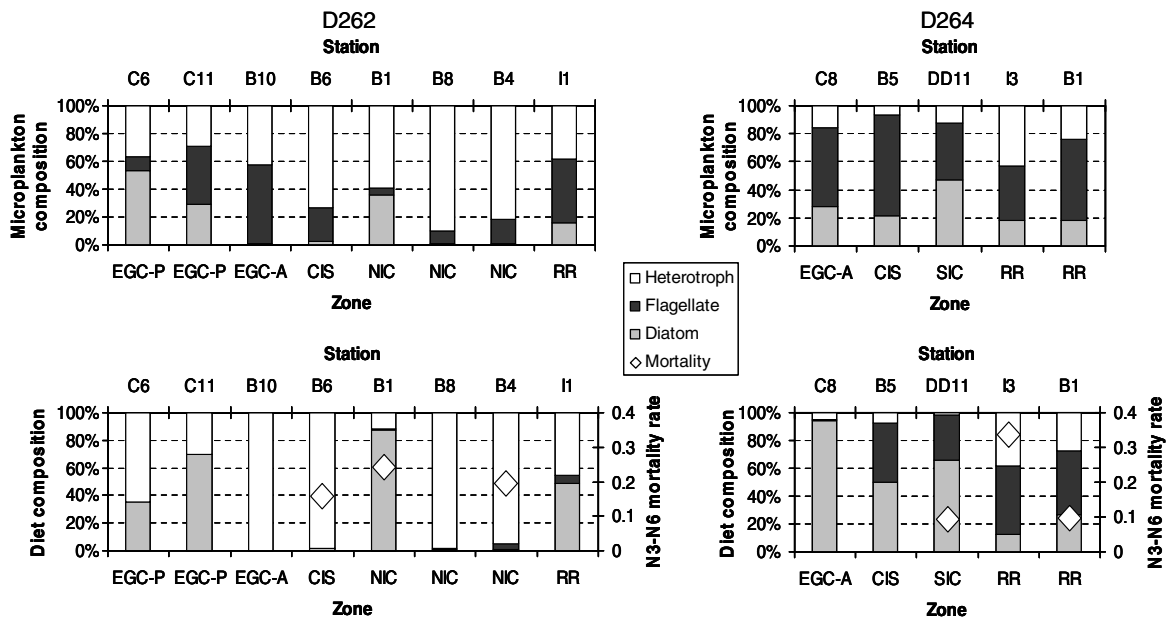 D262
Station
C6 C11 B10 B6 B1 B8 B4 I1
100%
80%
60%
40%
20%
0%
Microplankton composition
EGC-P EGC-P EGC-A CIS NIC NIC NIC RR
Zone
D264
Station
C8 B5 DD11 I3 B1
100%
80%
60%
40%
20%
0%
Microplankton composition
EGC-A CIS SIC RR RR
Zone
Heterotroph
Flagellate
Diatom
Mortality
Station
C6 C11 B10 B6 B1 B8 B4 I1
100%
80%
60%
40%
20%
0%
Diet composition
0.4
0.3
0.2
0.1
0
N3-N6 mortality rate
EGC-P EGC-P EGC-A CIS NIC NIC NIC RR
Zone
Station
C8 B5 DD11 I3 B1
100%
80%
60%
40%
20%
0%
Diet composition
0.4
0.3
0.2
0.1
0
N3-N6 mortality rate
EGC-A CIS SIC RR RR
Zone